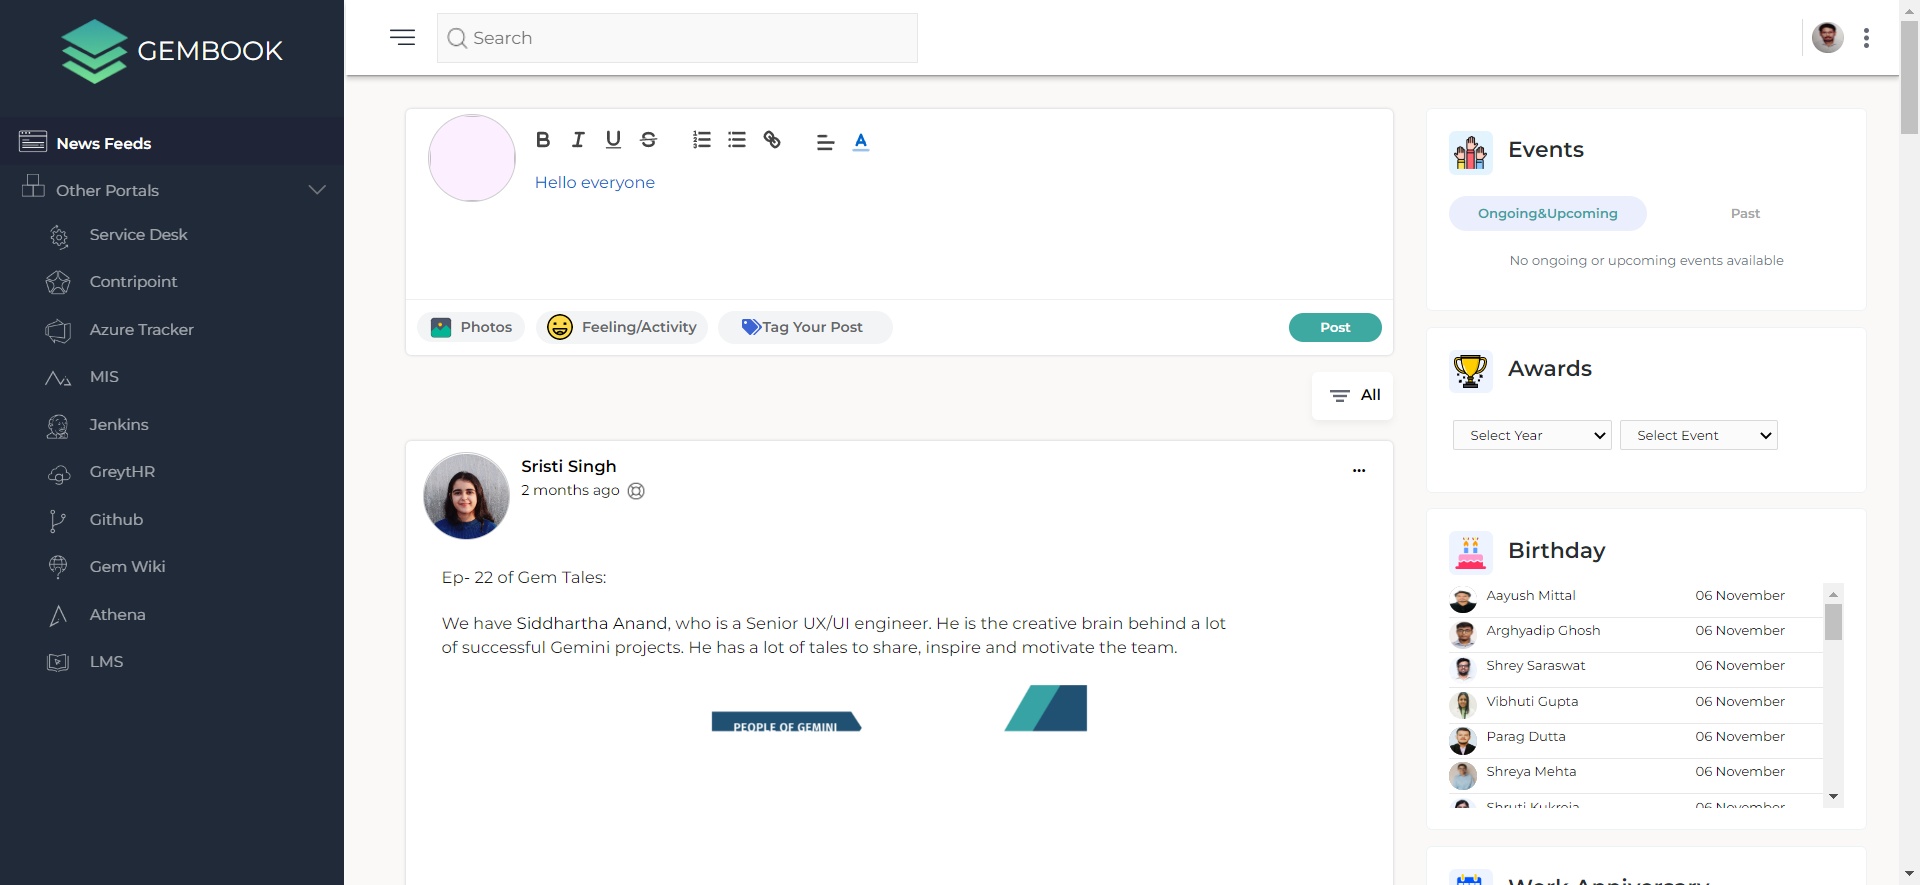 GEMBOOK
News Feeds
Other Portals
Service Desk
Contripoint
Azure Tracker
MIS
Jenkins
GreytHR
Github
Gem Wiki
Athena
LMS
Search
B I U S A
Hello everyone
Photos
Feeling/Activity
Tag Your Post
Post
All
Sristi Singh
2 months ago
Ep- 22 of Gem Tales:
We have Siddhartha Anand, who is a Senior UX/UI engineer. He is the creative brain behind a lot
of successful Gemini projects. He has a lot of tales to share, inspire and motivate the team.
PEOPLE OF GEMINI
Events
Ongoing&Upcoming
Past
No ongoing or upcoming events available
Awards
Select Year
Select Event
Birthday
Aayush Mittal 06 November
Arghyadip Ghosh 06 November
Shrey Saraswat 06 November
Vibhuti Gupta 06 November
Parag Dutta 06 November
Shreya Mehta 06 November
Shruti Kukreja 06 November
Work Anniversary